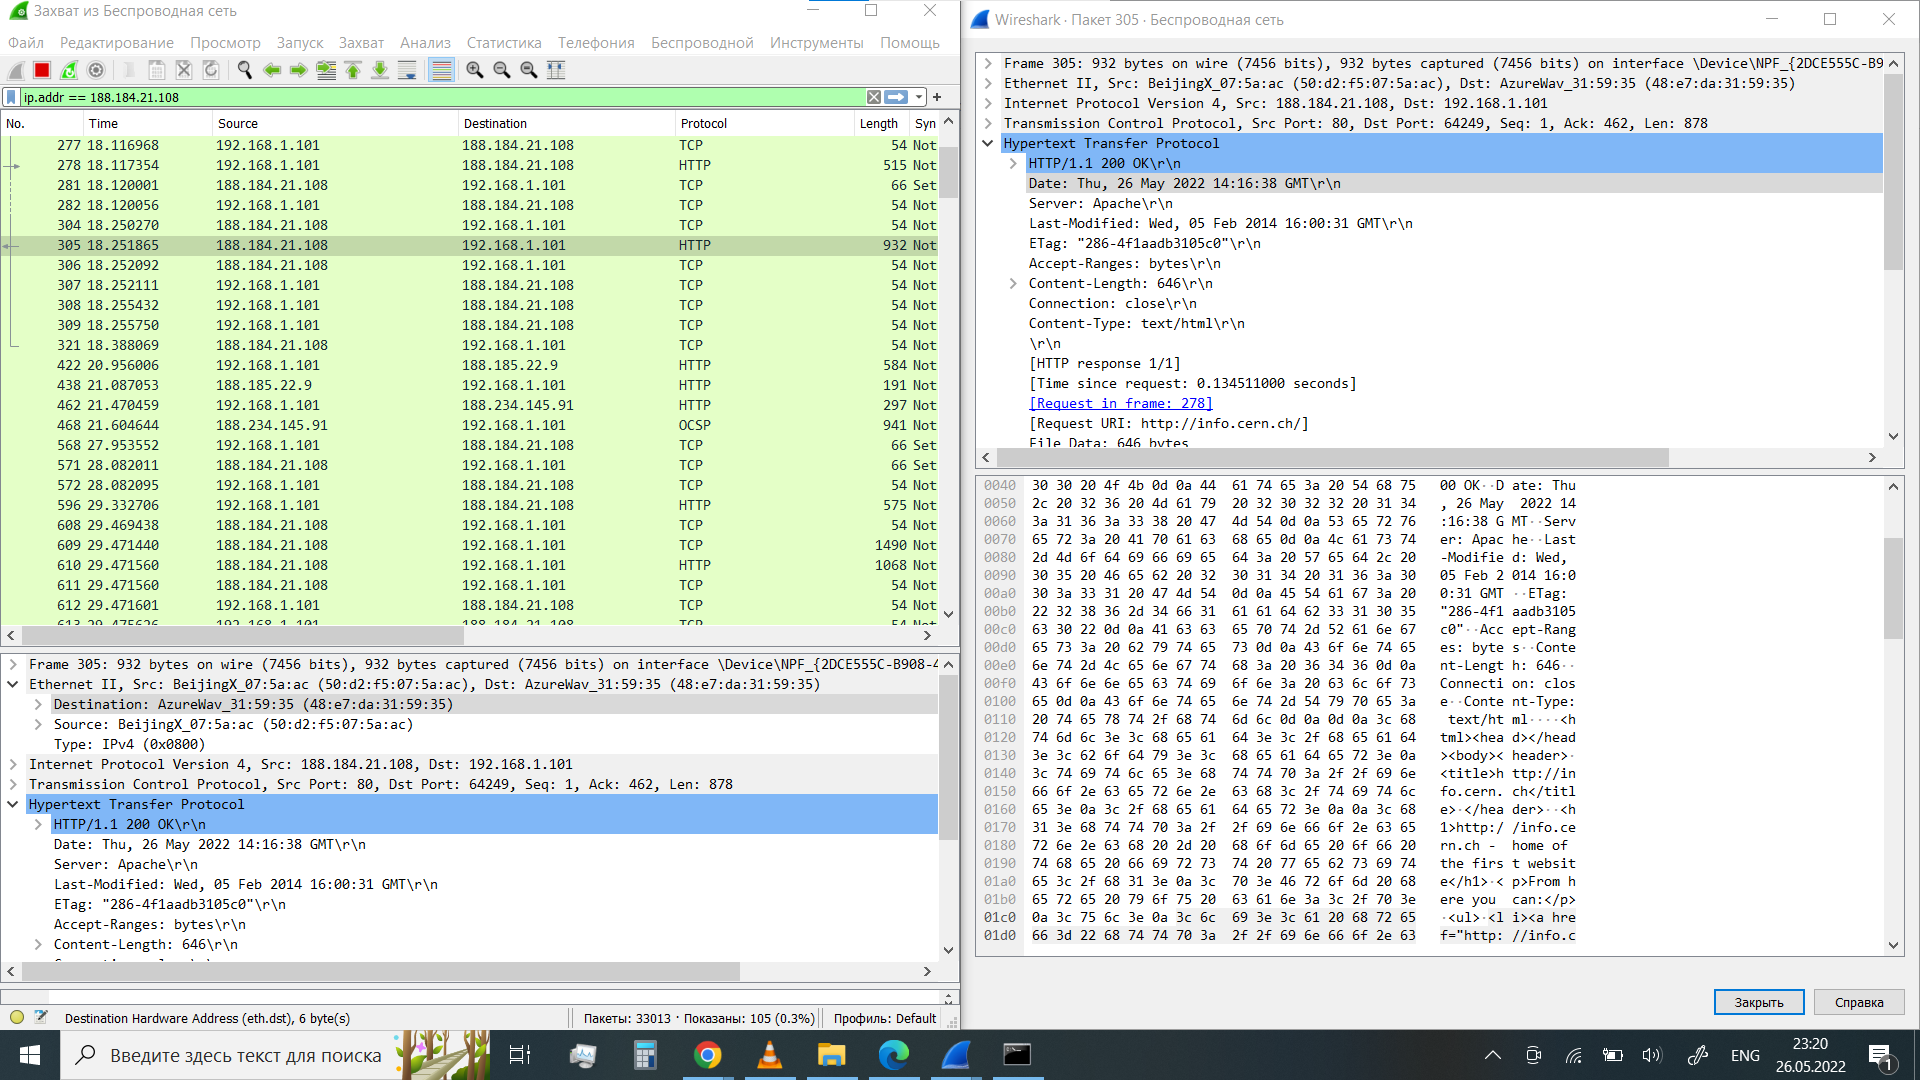 Захват из Беспроводная сеть
Файл Редактирование Просмотр Запуск Захват Анализ Статистика Телефония Беспроводной Инструменты Помощь
ip.addr == 188.184.21.108
No. Time Source Destination Protocol Length Syn
277 18.116968 192.168.1.101 188.184.21.108 TCP 54 Not
278 18.117354 192.168.1.101 188.184.21.108 HTTP 515 Not
281 18.120001 188.184.21.108 192.168.1.101 TCP 66 Set
282 18.120056 192.168.1.101 188.184.21.108 TCP 54 Not
304 18.250270 188.184.21.108 192.168.1.101 TCP 54 Not
305 18.251865 188.184.21.108 192.168.1.101 HTTP 932 Not
306 18.252092 188.184.21.108 192.168.1.101 TCP 54 Not
307 18.252111 192.168.1.101 188.184.21.108 TCP 54 Not
308 18.255432 192.168.1.101 188.184.21.108 TCP 54 Not
309 18.255750 192.168.1.101 188.184.21.108 TCP 54 Not
321 18.388069 188.184.21.108 192.168.1.101 TCP 54 Not
422 20.956006 192.168.1.101 188.185.22.9 HTTP 584 Not
438 21.087053 188.185.22.9 192.168.1.101 HTTP 191 Not
462 21.470459 192.168.1.101 188.234.145.91 HTTP 297 Not
468 21.604644 188.234.145.91 192.168.1.101 OCSP 941 Not
568 27.953552 192.168.1.101 188.184.21.108 TCP 66 Set
571 28.082011 188.184.21.108 192.168.1.101 TCP 66 Set
572 28.082095 192.168.1.101 188.184.21.108 TCP 54 Not
596 29.332706 192.168.1.101 188.184.21.108 HTTP 575 Not
608 29.469438 188.184.21.108 192.168.1.101 TCP 54 Not
609 29.471440 188.184.21.108 192.168.1.101 TCP 1490 Not
610 29.471560 188.184.21.108 192.168.1.101 HTTP 1068 Not
611 29.471560 188.184.21.108 192.168.1.101 TCP 54 Not
612 29.471601 192.168.1.101 188.184.21.108 TCP 54 Not
613 29.475626 192.168.1.101 188.184.21.108 TCP 54 Not
Frame 305: 932 bytes on wire (7456 bits), 932 bytes captured (7456 bits) on interface \Device\NPF_{2DCE555C-B908-4
Ethernet II, Src: BeijingX_07:5a:ac (50:d2:f5:07:5a:ac), Dst: AzureWav_31:59:35 (48:e7:da:31:59:35)
Destination: AzureWav_31:59:35 (48:e7:da:31:59:35)
Source: BeijingX_07:5a:ac (50:d2:f5:07:5a:ac)
Type: IPv4 (0x0800)
Internet Protocol Version 4, Src: 188.184.21.108, Dst: 192.168.1.101
Transmission Control Protocol, Src Port: 80, Dst Port: 64249, Seq: 1, Ack: 462, Len: 878
Hypertext Transfer Protocol
HTTP/1.1 200 OK\r\n
Date: Thu, 26 May 2022 14:16:38 GMT\r\n
Server: Apache\r\n
Last-Modified: Wed, 05 Feb 2014 16:00:31 GMT\r\n
ETag: "286-4f1aadb3105c0"\r\n
Accept-Ranges: bytes\r\n
Content-Length: 646\r\n
Destination Hardware Address (eth.dst), 6 byte(s)
Пакеты: 33013 · Показаны: 105 (0.3%)
Профиль: Default
Wireshark · Пакет 305 · Беспроводная сеть
Frame 305: 932 bytes on wire (7456 bits), 932 bytes captured (7456 bits) on interface \Device\NPF_{2DCE555C-B9
Ethernet II, Src: BeijingX_07:5a:ac (50:d2:f5:07:5a:ac), Dst: AzureWav_31:59:35 (48:e7:da:31:59:35)
Internet Protocol Version 4, Src: 188.184.21.108, Dst: 192.168.1.101
Transmission Control Protocol, Src Port: 80, Dst Port: 64249, Seq: 1, Ack: 462, Len: 878
Hypertext Transfer Protocol
HTTP/1.1 200 OK\r\n
Date: Thu, 26 May 2022 14:16:38 GMT\r\n
Server: Apache\r\n
Last-Modified: Wed, 05 Feb 2014 16:00:31 GMT\r\n
ETag: "286-4f1aadb3105c0"\r\n
Accept-Ranges: bytes\r\n
Content-Length: 646\r\n
Connection: close\r\n
Content-Type: text/html\r\n
\r\n
[HTTP response 1/1]
[Time since request: 0.134511000 seconds]
[Request in frame: 278]
[Request URI: http://info.cern.ch/]
File Data: 646 bytes
0040 30 30 20 4f 4b 0d 0a 44 61 74 65 3a 20 54 68 75 00 OK··D ate: Thu
0050 2c 20 32 36 20 4d 61 79 20 32 30 32 32 20 31 34 , 26 May 2022 14
0060 3a 31 36 3a 33 38 20 47 4d 54 0d 0a 53 65 72 76 :16:38 G MT··Serv
0070 65 72 3a 20 41 70 61 63 68 65 0d 0a 4c 61 73 74 er: Apac he··Last
0080 2d 4d 6f 64 69 66 69 65 64 3a 20 57 65 64 2c 20 -Modifie d: Wed,
0090 30 35 20 46 65 62 20 32 30 31 34 20 31 36 3a 30 05 Feb 2 014 16:0
00a0 30 3a 33 31 20 47 4d 54 0d 0a 45 54 61 67 3a 20 0:31 GMT ··ETag:
00b0 22 32 38 36 2d 34 66 31 61 61 64 62 33 31 30 35 "286-4f1 aadb3105
00c0 63 30 22 0d 0a 41 63 63 65 70 74 2d 52 61 6e 67 c0"··Acc ept-Rang
00d0 65 73 3a 20 62 79 74 65 73 0d 0a 43 6f 6e 74 65 es: byte s··Conte
00e0 6e 74 2d 4c 65 6e 67 74 68 3a 20 36 34 36 0d 0a nt-Lengt h: 646··
00f0 43 6f 6e 6e 65 63 74 69 6f 6e 3a 20 63 6c 6f 73 Connecti on: clos
0100 65 0d 0a 43 6f 6e 74 65 6e 74 2d 54 79 70 65 3a e··Conte nt-Type:
0110 20 74 65 78 74 2f 68 74 6d 6c 0d 0a 0d 0a 3c 68 text/ht ml····<h
0120 74 6d 6c 3e 3c 68 65 61 64 3e 3c 2f 68 65 61 64 tml><hea d></head
0130 3e 3c 62 6f 64 79 3e 3c 68 65 61 64 65 72 3e 0a ><body>< header>·
0140 3c 74 69 74 6c 65 3e 68 74 74 70 3a 2f 2f 69 6e <title>h ttp://in
0150 66 6f 2e 63 65 72 6e 2e 63 68 3c 2f 74 69 74 6c fo.cern. ch</titl
0160 65 3e 0a 3c 2f 68 65 61 64 65 72 3e 0a 0a 3c 68 e>·</hea der>··<h
0170 31 3e 68 74 74 70 3a 2f 2f 69 6e 66 6f 2e 63 65 1>http:/ /info.ce
0180 72 6e 2e 63 68 20 2d 20 68 6f 6d 65 20 6f 66 20 rn.ch - home of
0190 74 68 65 20 66 69 72 73 74 20 77 65 62 73 69 74 the firs t websit
01a0 65 3c 2f 68 31 3e 0a 3c 70 3e 46 72 6f 6d 20 68 e</h1>·< p>From h
01b0 65 72 65 20 79 6f 75 20 63 61 6e 3a 3c 2f 70 3e ere you can:</p>
01c0 0a 3c 75 6c 3e 0a 3c 6c 69 3e 3c 61 20 68 72 65 ·<ul>·<l i><a hre
01d0 66 3d 22 68 74 74 70 3a 2f 2f 69 6e 66 6f 2e 63 f="http: //info.c
Закрыть
Справка
Введите здесь текст для поиска
ENG
23:20
26.05.2022
1